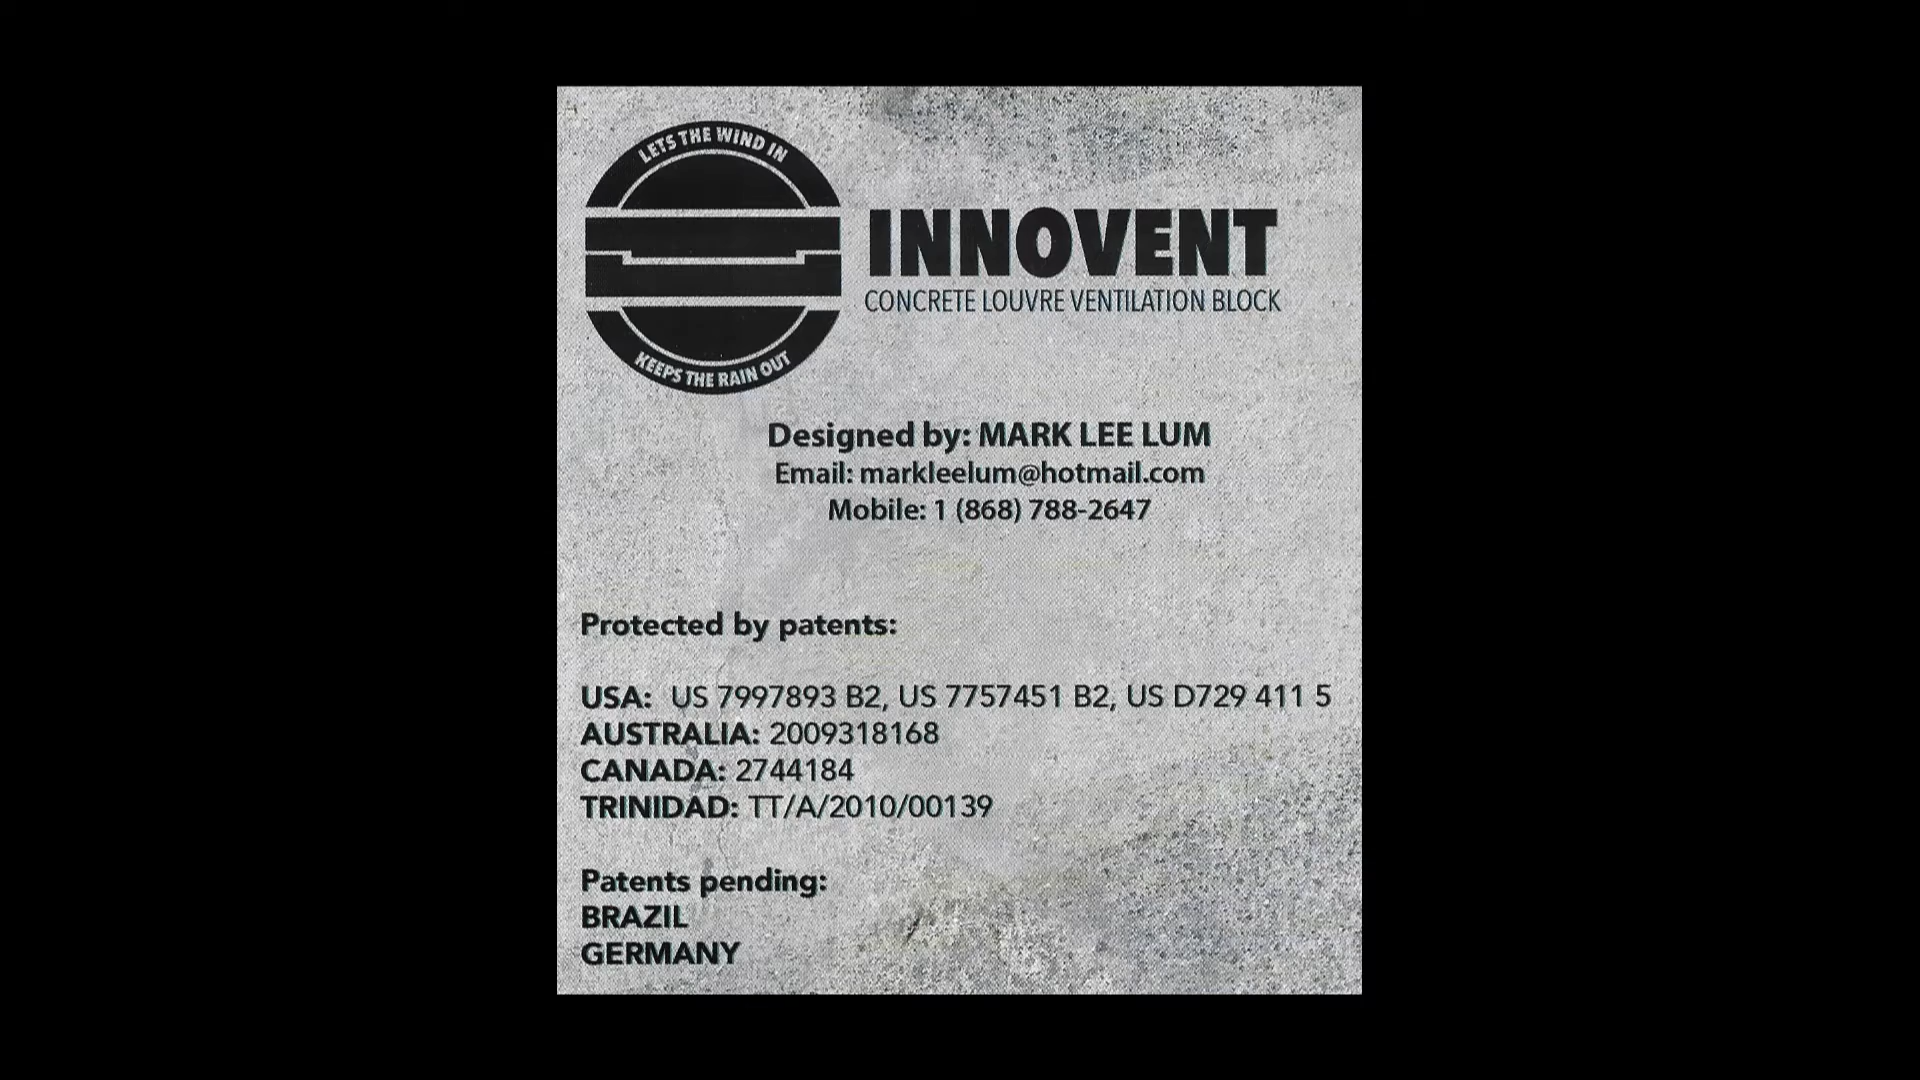 LETS THE WIND IN
INNOVENT
CONCRETE LOUVRE VENTILATION BLOCK
KEEPS THE RAIN OUT
Designed by: MARK LEE LUM
Email: markleelum@hotmail.com
Mobile: 1 (868) 788-2647
Protected by patents:
USA: US 7997893 B2, US 7757451 B2, US D729 411 5
AUSTRALIA: 2009318168
CANADA: 2744184
TRINIDAD: TT/A/2010/00139
Patents pending:
BRAZIL
GERMANY